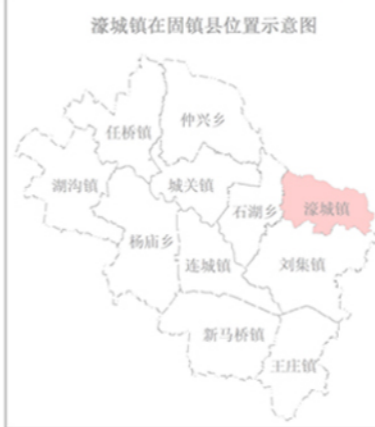 濠城镇在固镇县位置示意图
仲兴乡
任桥镇
湖沟镇
城关镇
石湖乡
濠城镇
杨庙乡
连城镇
刘集镇
新马桥镇
王庄镇